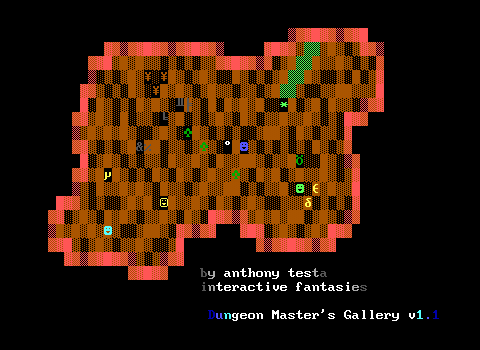 by anthony testa
interactive fantasies
Dungeon Master's Gallery v1.1